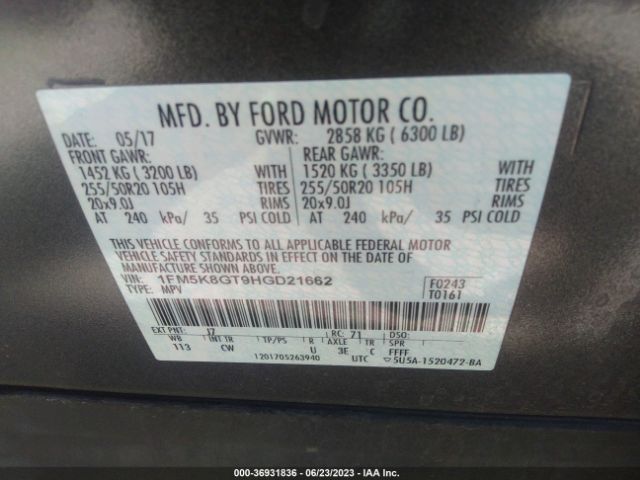 MFD. BY FORD MOTOR CO.
DATE: 05/17 GVWR: 2858 KG ( 6300 LB)
FRONT GAWR: REAR GAWR:
1452 KG ( 3200 LB) WITH 1520 KG ( 3350 LB) WITH
255/50R20 105H TIRES 255/50R20 105H TIRES
20x9.0J RIMS 20x9.0J RIMS
AT 240 kPa/ 35 PSI COLD AT 240 kPa/ 35 PSI COLD
THIS VEHICLE CONFORMS TO ALL APPLICABLE FEDERAL MOTOR
VEHICLE SAFETY STANDARDS IN EFFECT ON THE DATE OF
MANUFACTURE SHOWN ABOVE.
VIN: 1FM5K8GT9HGD21662 F0243
TYPE: MPV T0161
EXT PNT: J7 RC: 71 DSO:
WB INT TR TP/PS R AXLE TR SPR
113 CW U 3E C FFFF
1201705263940 UTC ▽5U5A-1520472-BA
000-36931836 - 06/23/2023 - IAA Inc.